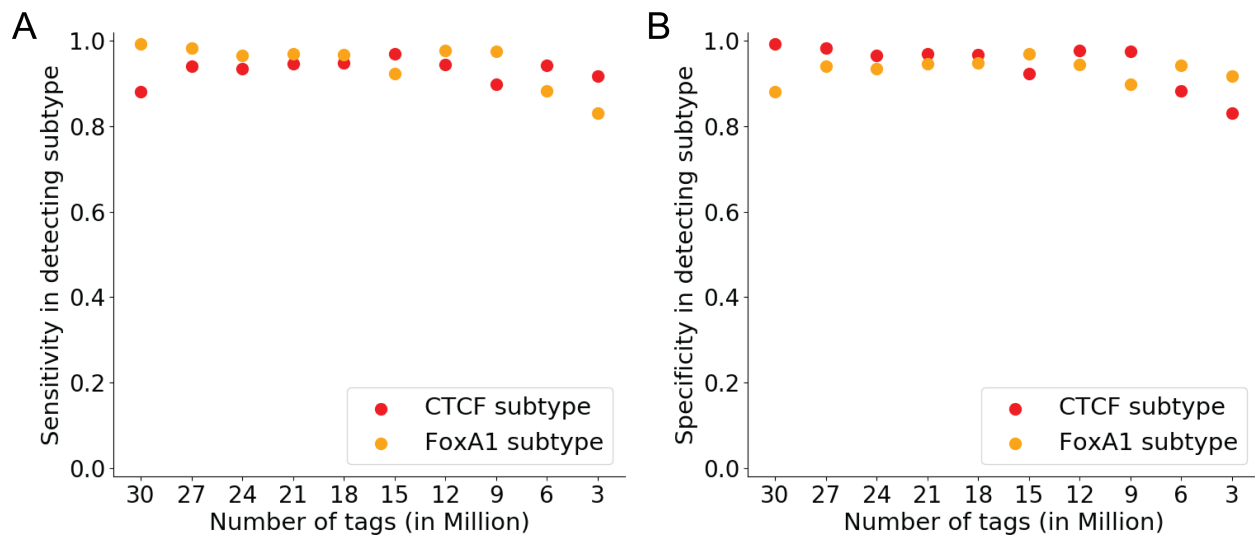 A
Sensitivity in detecting subtype
1.0
0.8
0.6
0.4
0.2
0.0
CTCF subtype
FoxA1 subtype
30 27 24 21 18 15 12 9 6 3
Number of tags (in Million)
B
Specificity in detecting subtype
1.0
0.8
0.6
0.4
0.2
0.0
CTCF subtype
FoxA1 subtype
30 27 24 21 18 15 12 9 6 3
Number of tags (in Million)